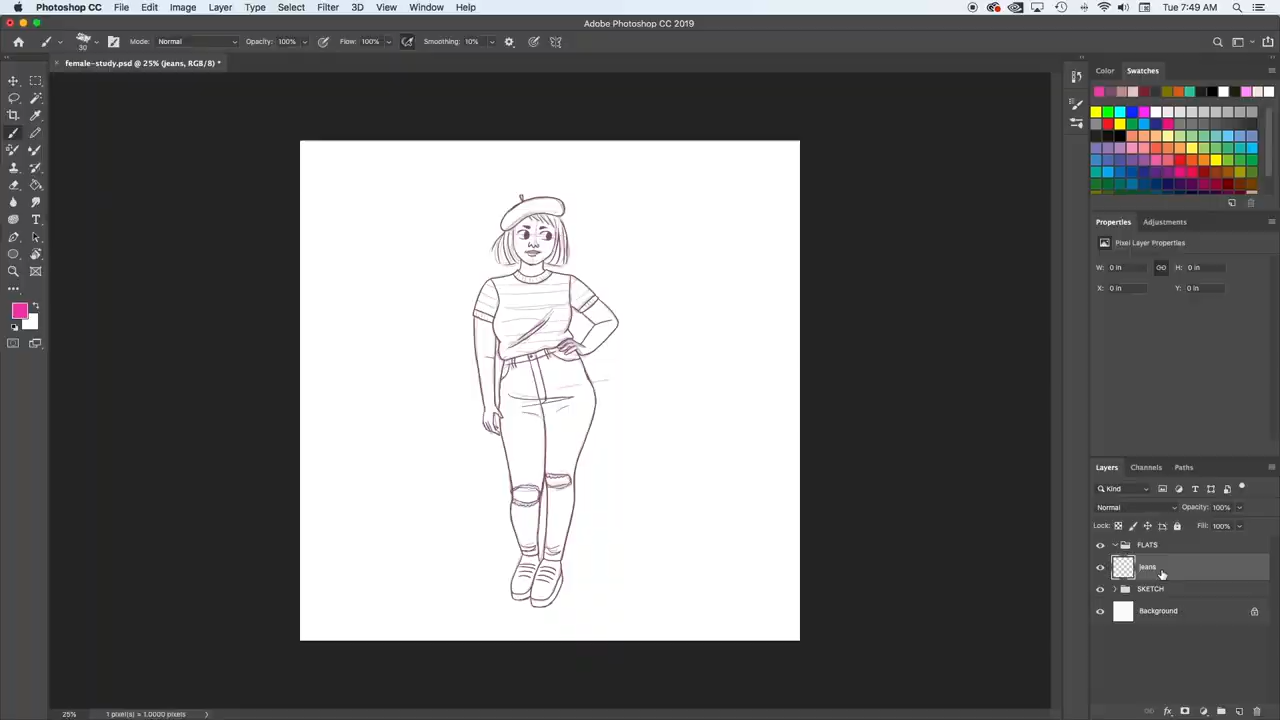 Photoshop CC File Edit Image Layer Type Select Filter 3D View Window Help Tue 7:49 AM
Adobe Photoshop CC 2019
30 Mode: Normal Opacity: 100% Flow: 100% Smoothing: 10%
× female-study.psd @ 25% (jeans, RGB/8) *
Color Swatches
Properties Adjustments
Pixel Layer Properties
W: 0 in H: 0 in
X: 0 in Y: 0 in
Layers Channels Paths
Kind
Normal Opacity: 100%
Lock: Fill: 100%
FLATS
jeans
SKETCH
Background
25% 1 pixel(s) = 1.0000 pixels